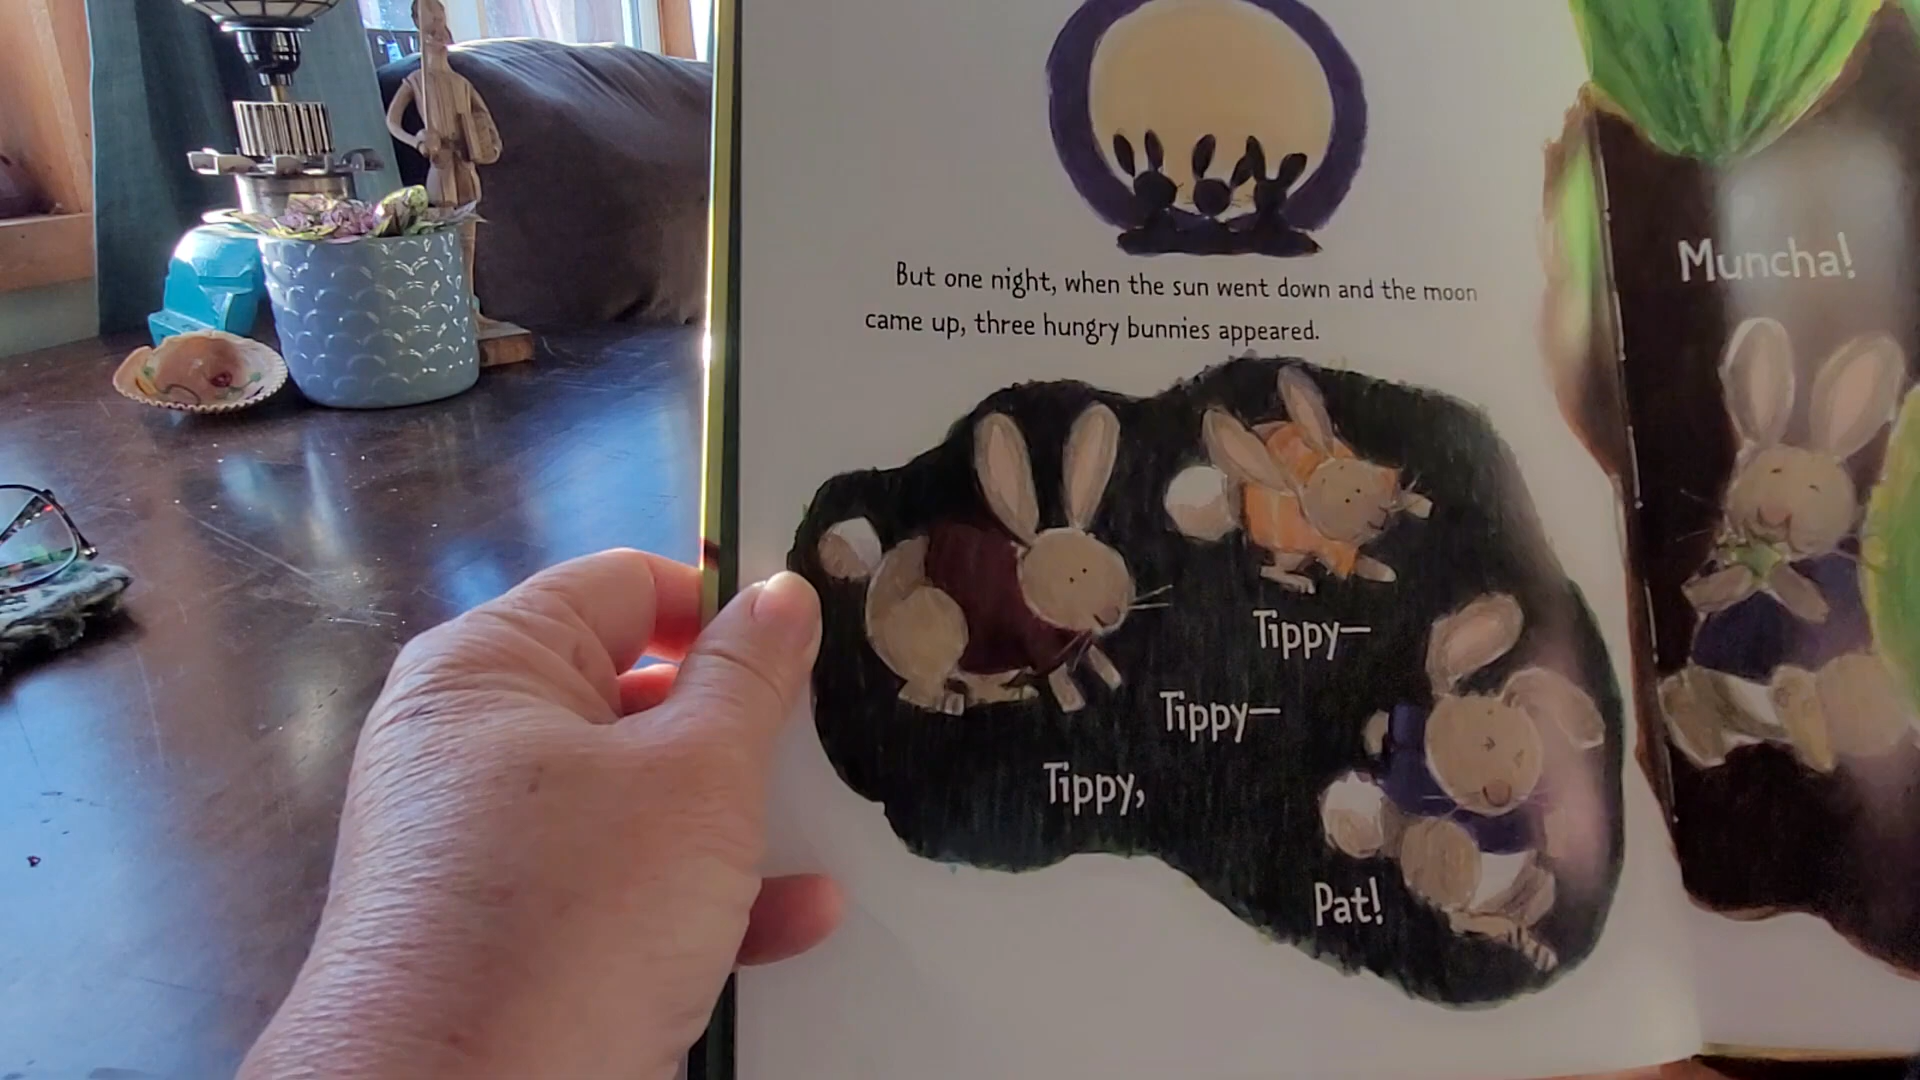 But one night, when the sun went down and the moon
came up, three hungry bunnies appeared.
Tippy—
Tippy—
Tippy,
Pat!
Muncha!